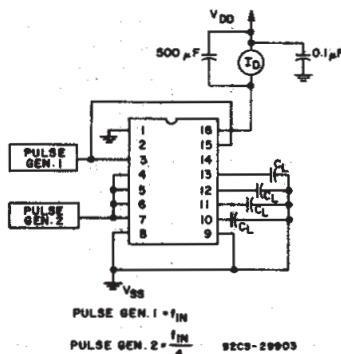 VDD
500 μF
ID
0.1μF
1 16
2 15
3 14
4 13
5 12
6 11
7 10
8 9
PULSE GEN. 1
PULSE GEN. 2
CL
CL
CL
CL
VSS
PULSE GEN. 1 = fIN
PULSE GEN. 2 = fIN/4
92CS-29903